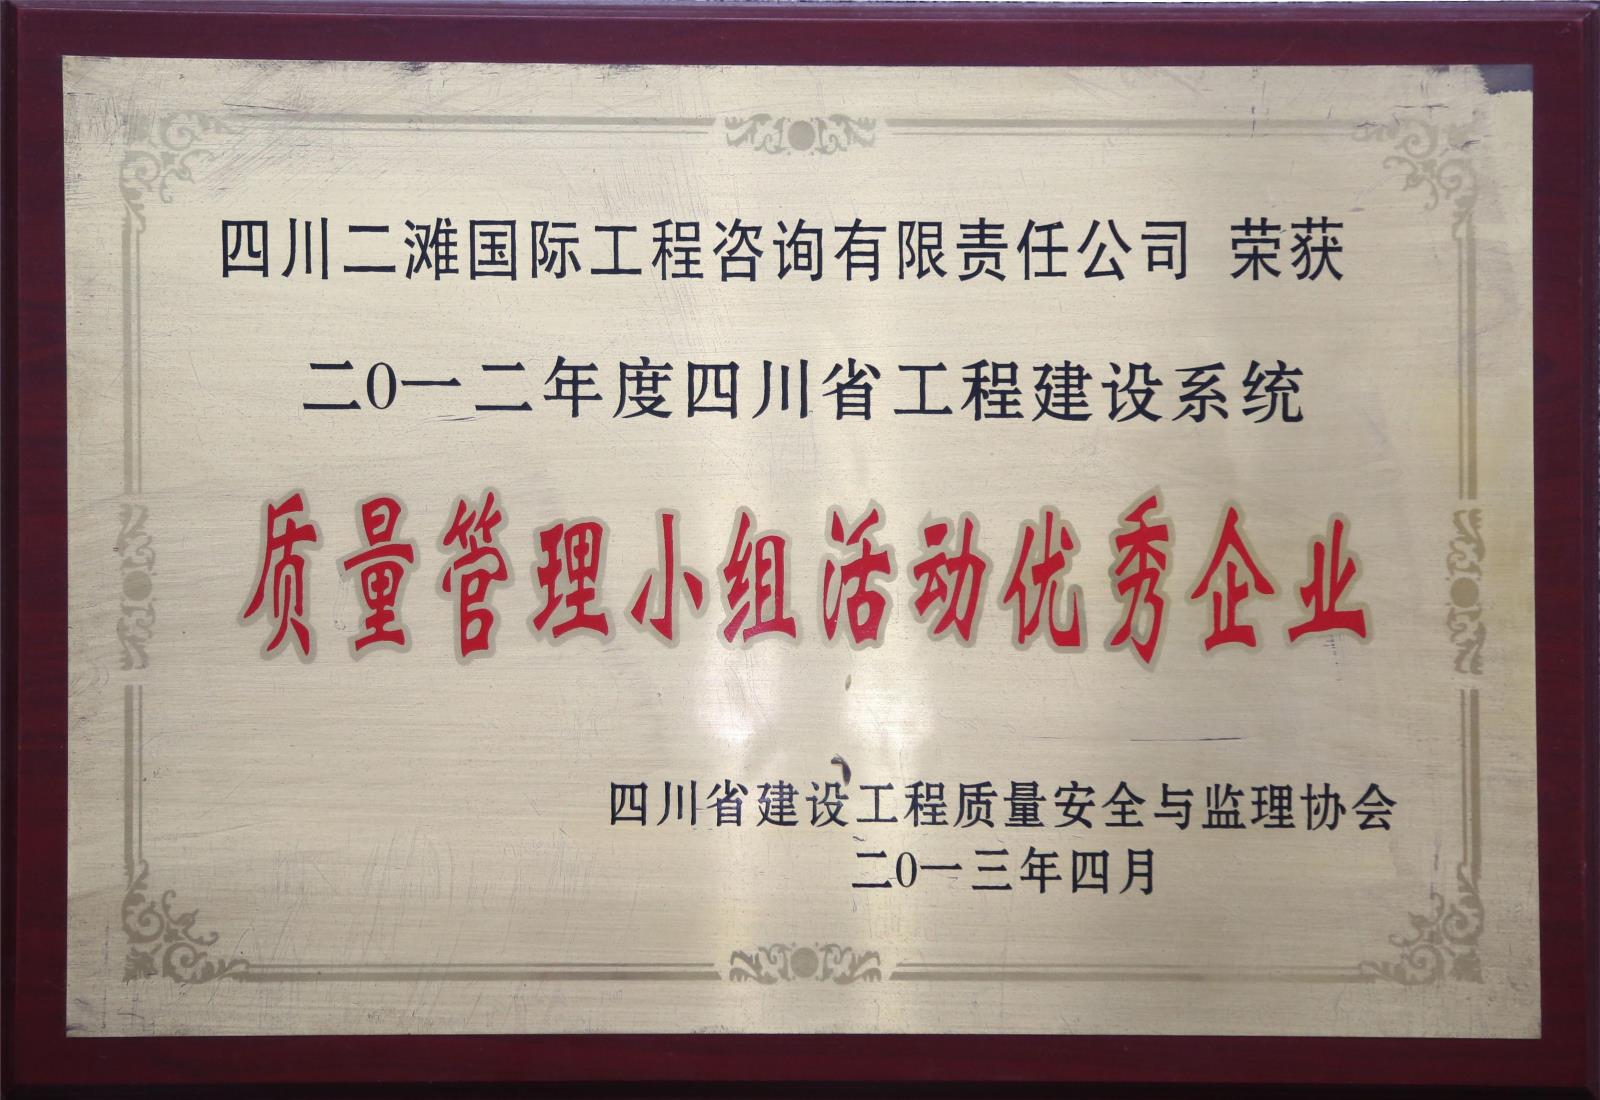 四川二滩国际工程咨询有限责任公司 荣获
二0一二年度四川省工程建设系统
质量管理小组活动优秀企业
四川省建设工程质量安全与监理协会
二0一三年四月